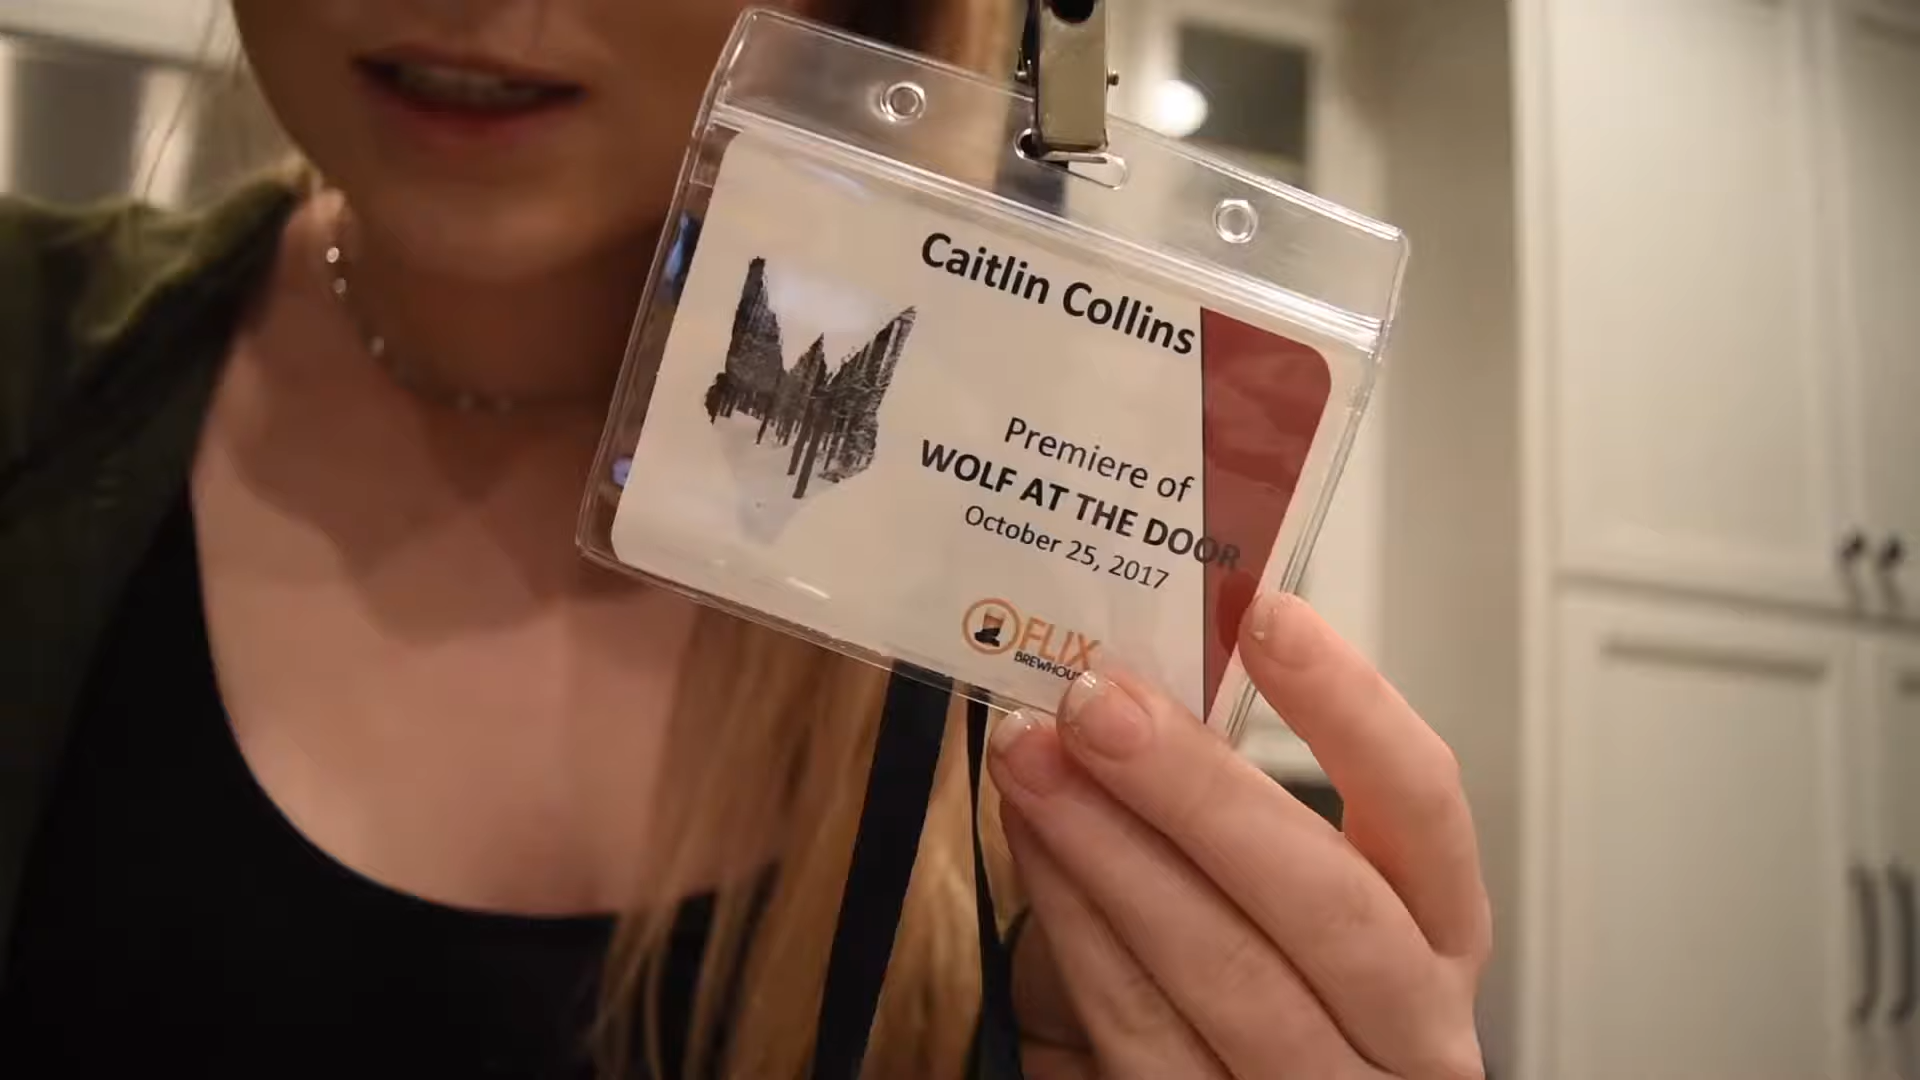 Caitlin Collins
Premiere of
WOLF AT THE DOOR
October 25, 2017
FLIX